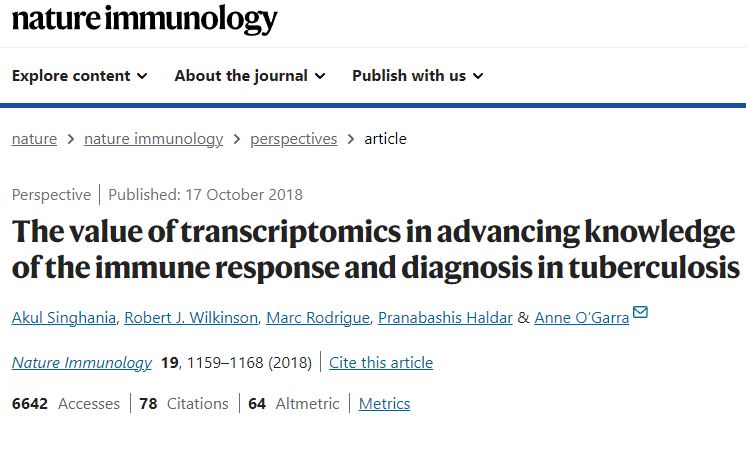 nature immunology
Explore content About the journal Publish with us
nature > nature immunology > perspectives > article
Perspective | Published: 17 October 2018
The value of transcriptomics in advancing knowledge
of the immune response and diagnosis in tuberculosis
Akul Singhania, Robert J. Wilkinson, Marc Rodrigue, Pranabashis Haldar & Anne O’Garra
Nature Immunology 19, 1159–1168 (2018) | Cite this article
6642 Accesses | 78 Citations | 64 Altmetric | Metrics